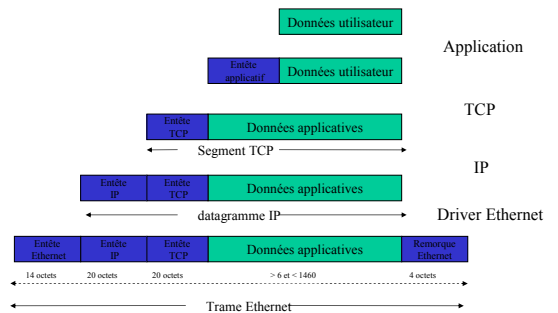 Données utilisateur
Application
Entête
applicatif
Données utilisateur
TCP
Entête
TCP
Données applicatives
Segment TCP
IP
Entête
IP
Entête
TCP
Données applicatives
datagramme IP
Driver Ethernet
Entête
Ethernet
Entête
IP
Entête
TCP
Données applicatives
Remorque
Ethernet
14 octets
20 octets
20 octets
> 6 et < 1460
4 octets
Trame Ethernet